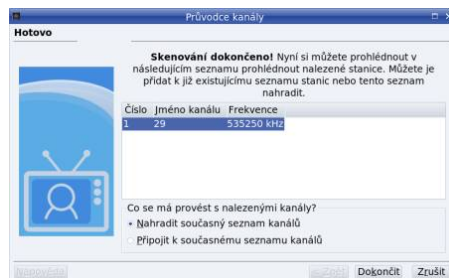 Průvodce kanály
Hotovo
Skenování dokončeno! Nyní si můžete prohlédnout v
následujícím seznamu prohlédnout nalezené stanice. Můžete je
přidat k již existujícímu seznamu stanic nebo tento seznam
nahradit.
Číslo Jméno kanálu Frekvence
1 29 535250 kHz
Co se má provést s nalezenými kanály?
Nahradit současný seznam kanálů
Připojit k současnému seznamu kanálů
Nápověda Zpět Dokončit Zrušit